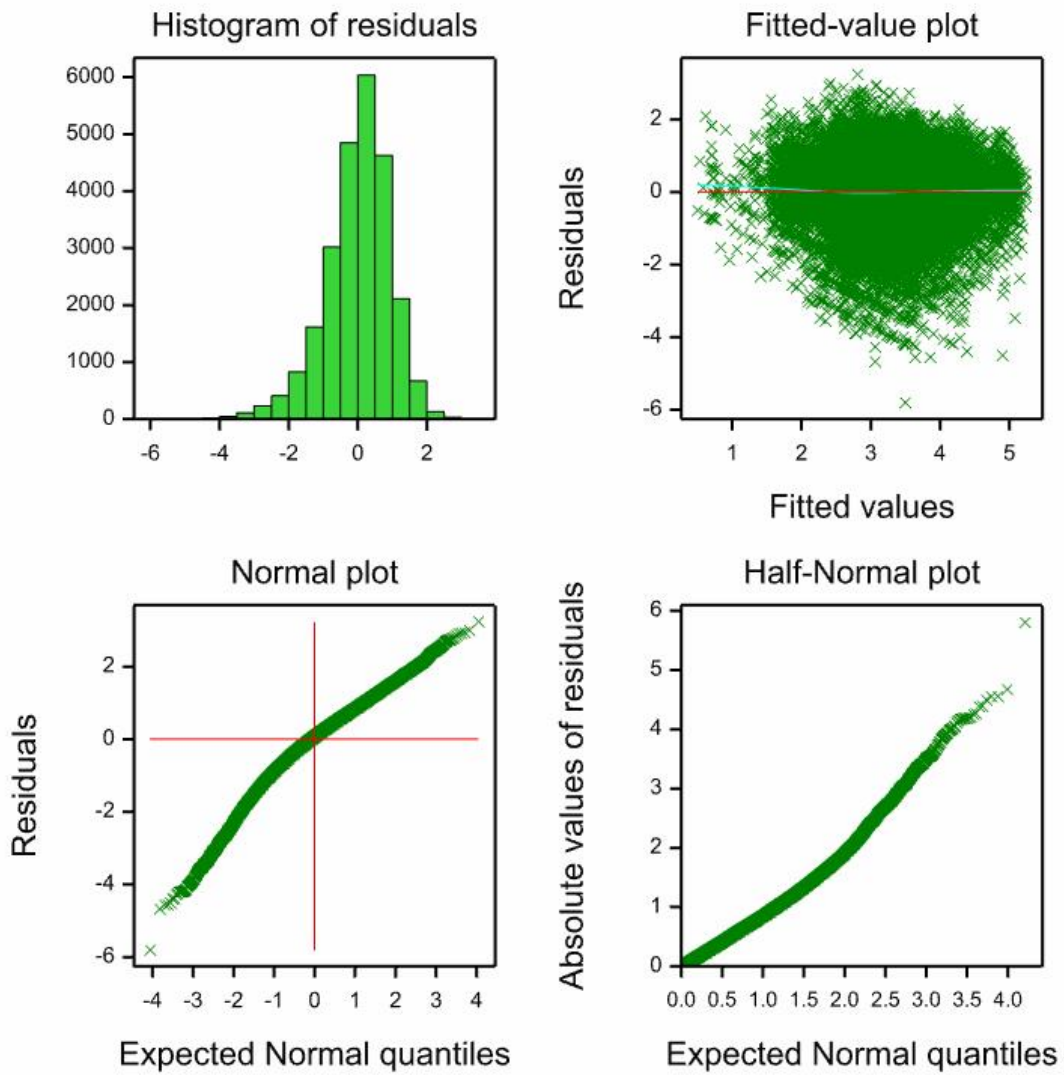 Histogram of residuals
6000
5000
4000
3000
2000
1000
0
-6 -4 -2 0 2
Fitted-value plot
Residuals
2
0
-2
-4
-6
1 2 3 4 5
Fitted values
Normal plot
Residuals
2
0
-2
-4
-6
-4 -3 -2 -1 0 1 2 3 4
Expected Normal quantiles
Half-Normal plot
Absolute values of residuals
6
5
4
3
2
1
0
0.0 0.5 1.0 1.5 2.0 2.5 3.0 3.5 4.0
Expected Normal quantiles